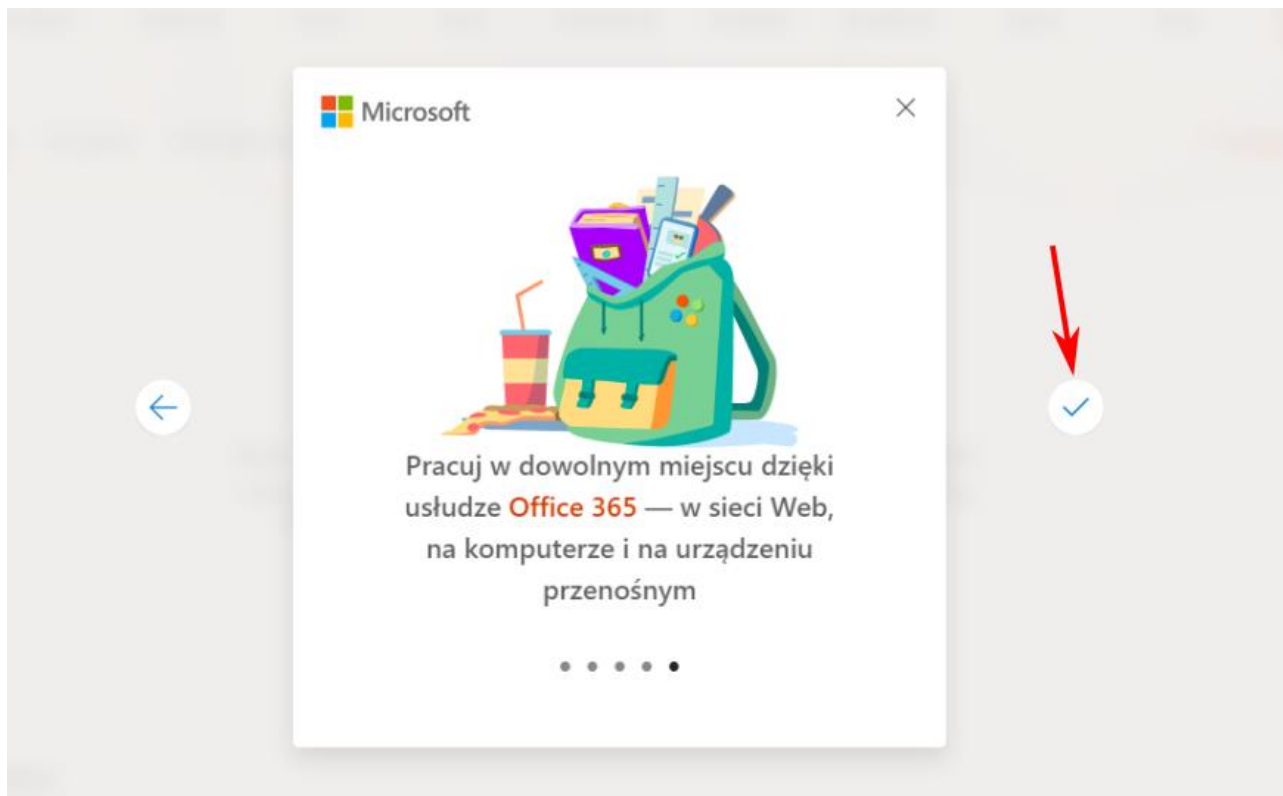 Microsoft
Pracuj w dowolnym miejscu dzięki
usłudze Office 365 — w sieci Web,
na komputerze i na urządzeniu
przenośnym